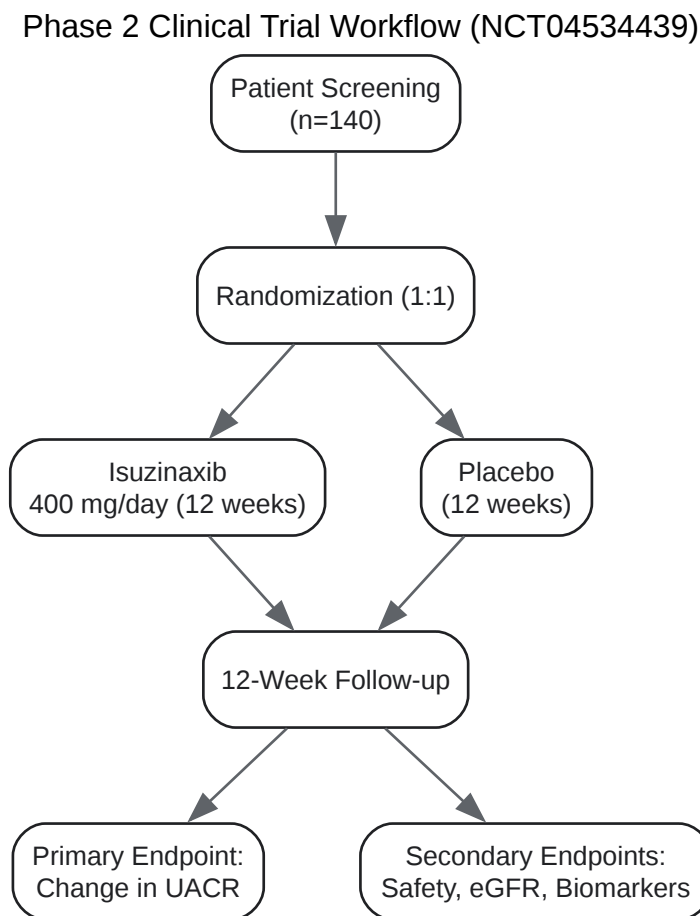 Phase 2 Clinical Trial Workflow (NCT04534439)
Patient Screening
(n=140)
Randomization (1:1)
Isuzinaxib
400 mg/day (12 weeks)
Placebo
(12 weeks)
12-Week Follow-up
Primary Endpoint:
Change in UACR
Secondary Endpoints:
Safety, eGFR, Biomarkers